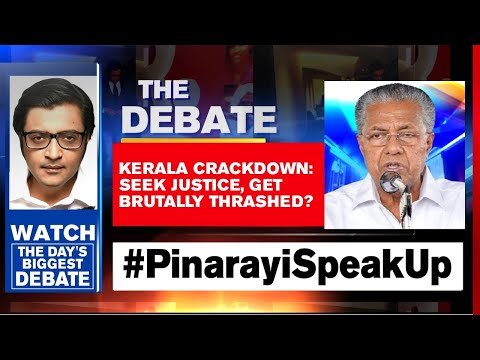 THE
DEBATE
KERALA CRACKDOWN:
SEEK JUSTICE, GET
BRUTALLY THRASHED?
WATCH
THE DAY'S
BIGGEST
DEBATE
#PinarayiSpeakUp